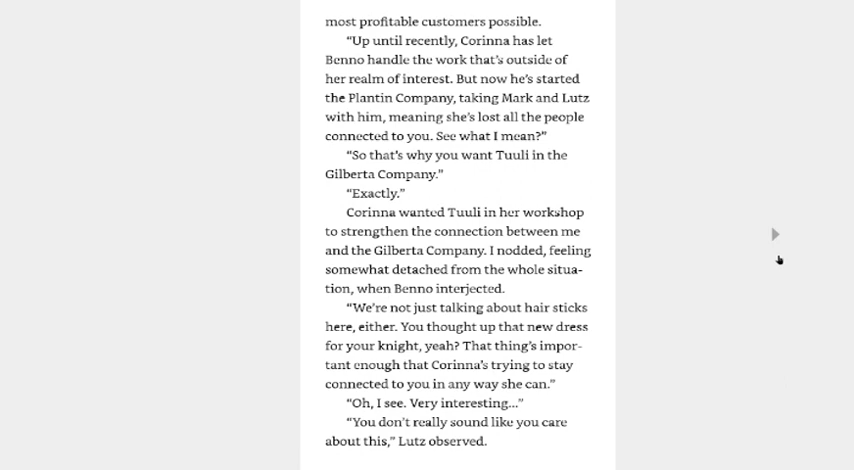 most profitable customers possible.
“Up until recently, Corinna has let
Benno handle the work that’s outside of
her realm of interest. But now he’s started
the Plantin Company, taking Mark and Lutz
with him, meaning she’s lost all the people
connected to you. See what I mean?”
“So that’s why you want Tuuli in the
Gilberta Company.”
“Exactly.”
Corinna wanted Tuuli in her workshop
to strengthen the connection between me
and the Gilberta Company. I nodded, feeling
somewhat detached from the whole situa-
tion, when Benno interjected.
“We’re not just talking about hair sticks
here, either. You thought up that new dress
for your knight, yeah? That thing’s impor-
tant enough that Corinna’s trying to stay
connected to you in any way she can.”
“Oh, I see. Very interesting...”
“You don’t really sound like you care
about this,” Lutz observed.